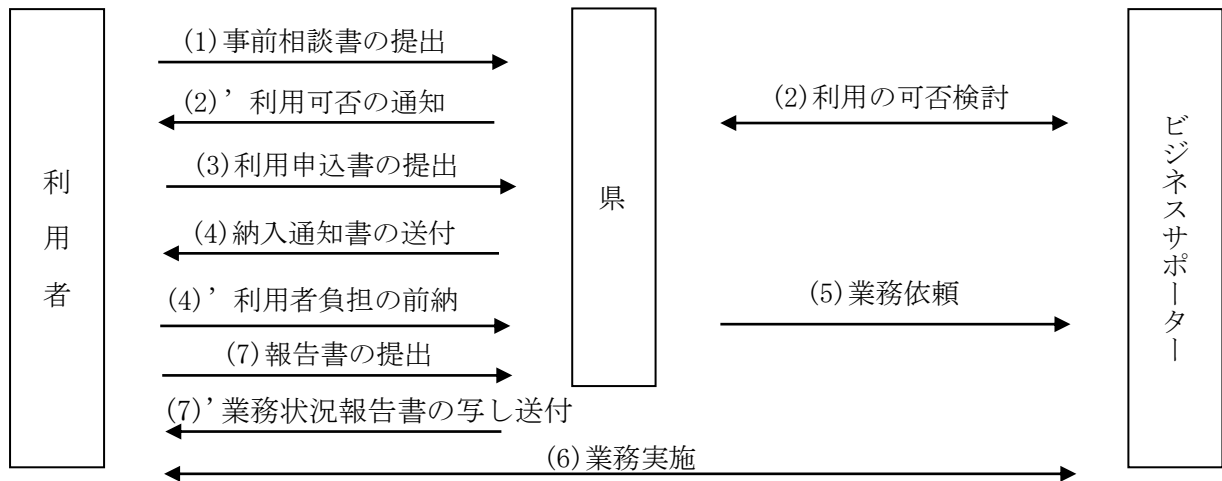 (1)事前相談書の提出
(2)’利用可否の通知
(2)利用の可否検討
(3)利用申込書の提出
利用者
県
ビジネスサポーター
(4)納入通知書の送付
(4)’利用者負担の前納
(5)業務依頼
(7)報告書の提出
(7)’業務状況報告書の写し送付
(6)業務実施